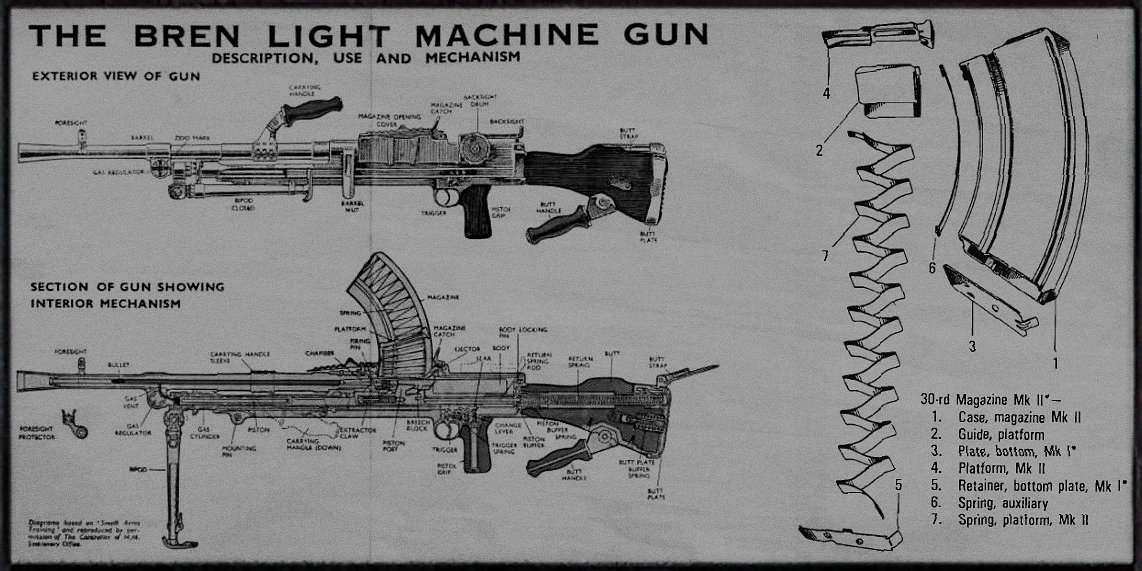 THE BREN LIGHT MACHINE GUN
DESCRIPTION, USE AND MECHANISM
EXTERIOR VIEW OF GUN
CARRYING
HANDLE
FORESIGHT
BARREL
ZERO MARK
MAGAZINE OPENING
COVER
MAGAZINE
CATCH
BACKSIGHT
DRUM
BACKSIGHT
BUTT
STRAP
GAS REGULATOR
BIPOD
CLOSED
BARREL
NUT
TRIGGER
PISTOL
GRIP
BUTT
HANDLE
BUTT
PLATE
SECTION OF GUN SHOWING
INTERIOR MECHANISM
MAGAZINE
SPRING
PLATFORM
FIRING
PIN
MAGAZINE
CATCH
BODY LOCKING
PIN
FORESIGHT
BULLET
CARRYING HANDLE
SLEEVE
CHAMBER
EJECTOR
SEAR
BODY
RETURN
SPRING
ROD
RETURN
SPRING
BUTT
BUTT
STRAP
GAS
VENT
FORESIGHT
PROTECTOR
GAS
REGULATOR
GAS
CYLINDER
PISTON
MOUNTING
PIN
CARRYING
HANDLE (DOWN)
EXTRACTOR
CLAW
PISTON
POST
BREECH
BLOCK
TRIGGER
CHANGE
LEVER
TRIGGER
SPRING
PISTON
BUFFER
PISTON
BUFFER
SPRING
PISTOL
GRIP
BUTT
HANDLE
BUTT PLATE
BUFFER
SPRING
BUTT
PLATE
BIPOD
Diagrams based on "Small Arms
Training" and reproduced by per-
mission of The Controller of H.M.
Stationery Office.
4
2
7
6
3
1
5
30-rd Magazine Mk II*—
1. Case, magazine Mk II
2. Guide, platform
3. Plate, bottom, Mk I*
4. Platform, Mk II
5. Retainer, bottom plate, Mk I*
6. Spring, auxiliary
7. Spring, platform, Mk II